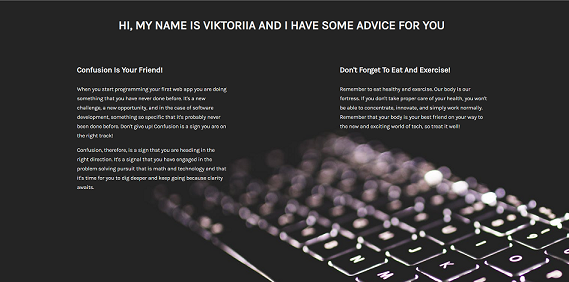 HI, MY NAME IS VIKTORIIA AND I HAVE SOME ADVICE FOR YOU
Confusion Is Your Friend!
When you start programming your first web app you are doing
something that you have never done before. It's a new
challenge, a new opportunity, and in the case of software
development, something so specific that it's probably never
been done before. Don't give up! Confusion is a sign you are on
the right track!
Confusion, therefore, is a sign that you are heading in the
right direction. It's a signal that you have engaged in the
problem solving pursuit that is math and technology and that
it's time for you to dig deeper and keep going because clarity
awaits.
Don't Forget To Eat And Exercise!
Remember to eat healthy and exercise. Our body is our
fortress. If you don't take proper care of your health, you won't
be able to concentrate, innovate, and simply work normally.
Remember that your body is your best friend on your way to
the new and exciting world of tech, so treat it well!